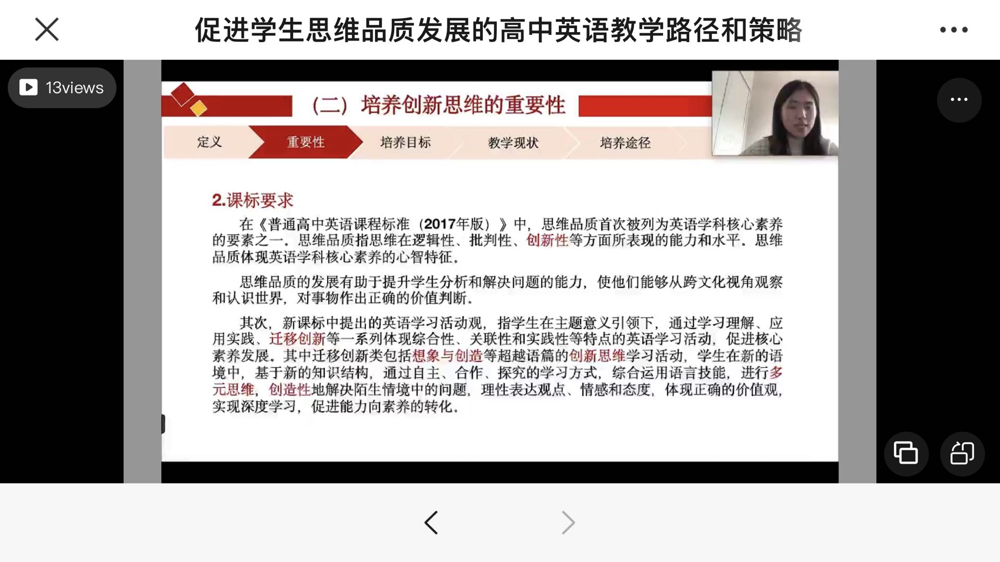 促进学生思维品质发展的高中英语教学路径和策略
13views
（二）培养创新思维的重要性
定义 重要性 培养目标 教学现状 培养途径
2.课标要求
在《普通高中英语课程标准（2017年版）》中，思维品质首次被列为英语学科核心素养
的要素之一。思维品质指思维在逻辑性、批判性、创新性等方面所表现的能力和水平。思维
品质体现英语学科核心素养的心智特征。
思维品质的发展有助于提升学生分析和解决问题的能力，使他们能够从跨文化视角观察
和认识世界，对事物作出正确的价值判断。
其次，新课标中提出的英语学习活动观，指学生在主题意义引领下，通过学习理解、应
用实践、迁移创新等一系列体现综合性、关联性和实践性等特点的英语学习活动，促进核心
素养发展。其中迁移创新类包括想象与创造等超越语篇的创新思维学习活动，学生在新的语
境中，基于新的知识结构，通过自主、合作、探究的学习方式，综合运用语言技能，进行多
元思维，创造性地解决陌生情境中的问题，理性表达观点、情感和态度，体现正确的价值观，
实现深度学习，促进能力向素养的转化。